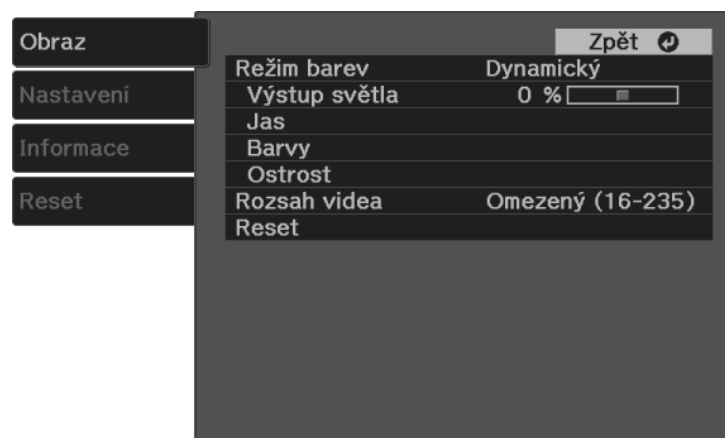 Obraz
Nastavení
Informace
Reset
Zpět
Režim barev Dynamický
Výstup světla 0 %
Jas
Barvy
Ostrost
Rozsah videa Omezený (16-235)
Reset